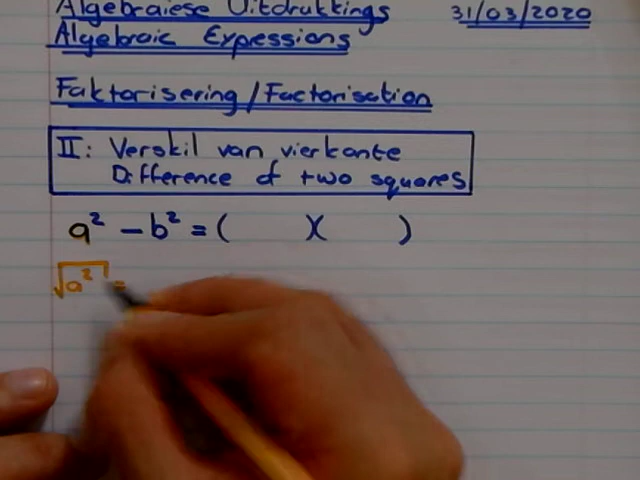 Algebraiese Uitdrukkings 31/03/2020
Algebraic Expressions
Faktorisering/Factorisation
II: Verskil van vierkante
Difference of two squares
a² - b² = ( )( )
√a² =